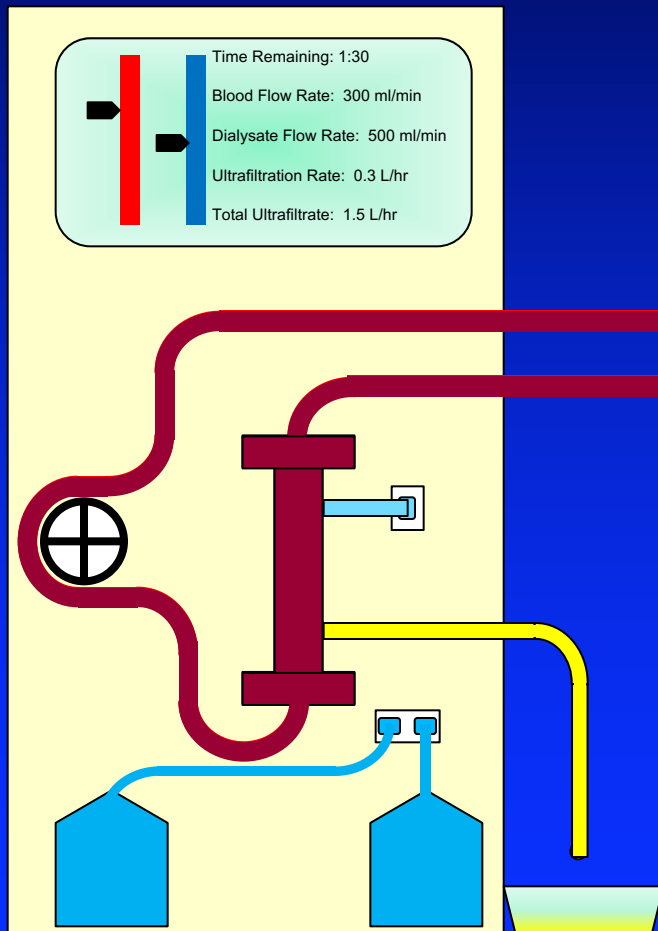 Time Remaining: 1:30
Blood Flow Rate:  300 ml/min
Dialysate Flow Rate:  500 ml/min
Ultrafiltration Rate:  0.3 L/hr
Total Ultrafiltrate:  1.5 L/hr